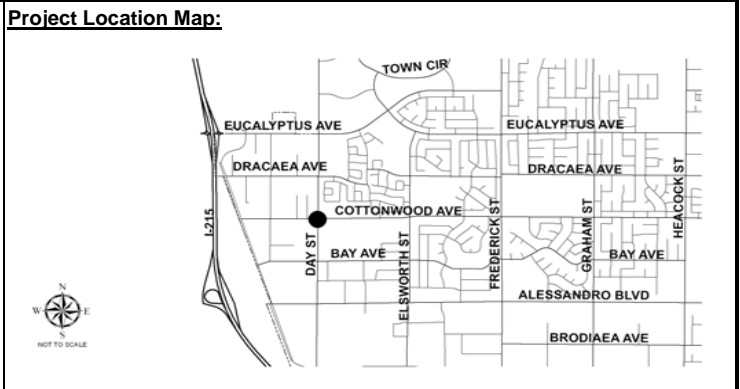 Project Location Map:
TOWN CIR
EUCALYPTUS AVE
EUCALYPTUS AVE
DRACAEA AVE
DRACAEA AVE
COTTONWOOD AVE
I-215
DAY ST
BAY AVE
ELSWORTH ST
FREDERICK ST
GRAHAM ST
HEACOCK ST
BAY AVE
ALESSANDRO BLVD
BRODIAEA AVE
N
W
E
S
NOT TO SCALE